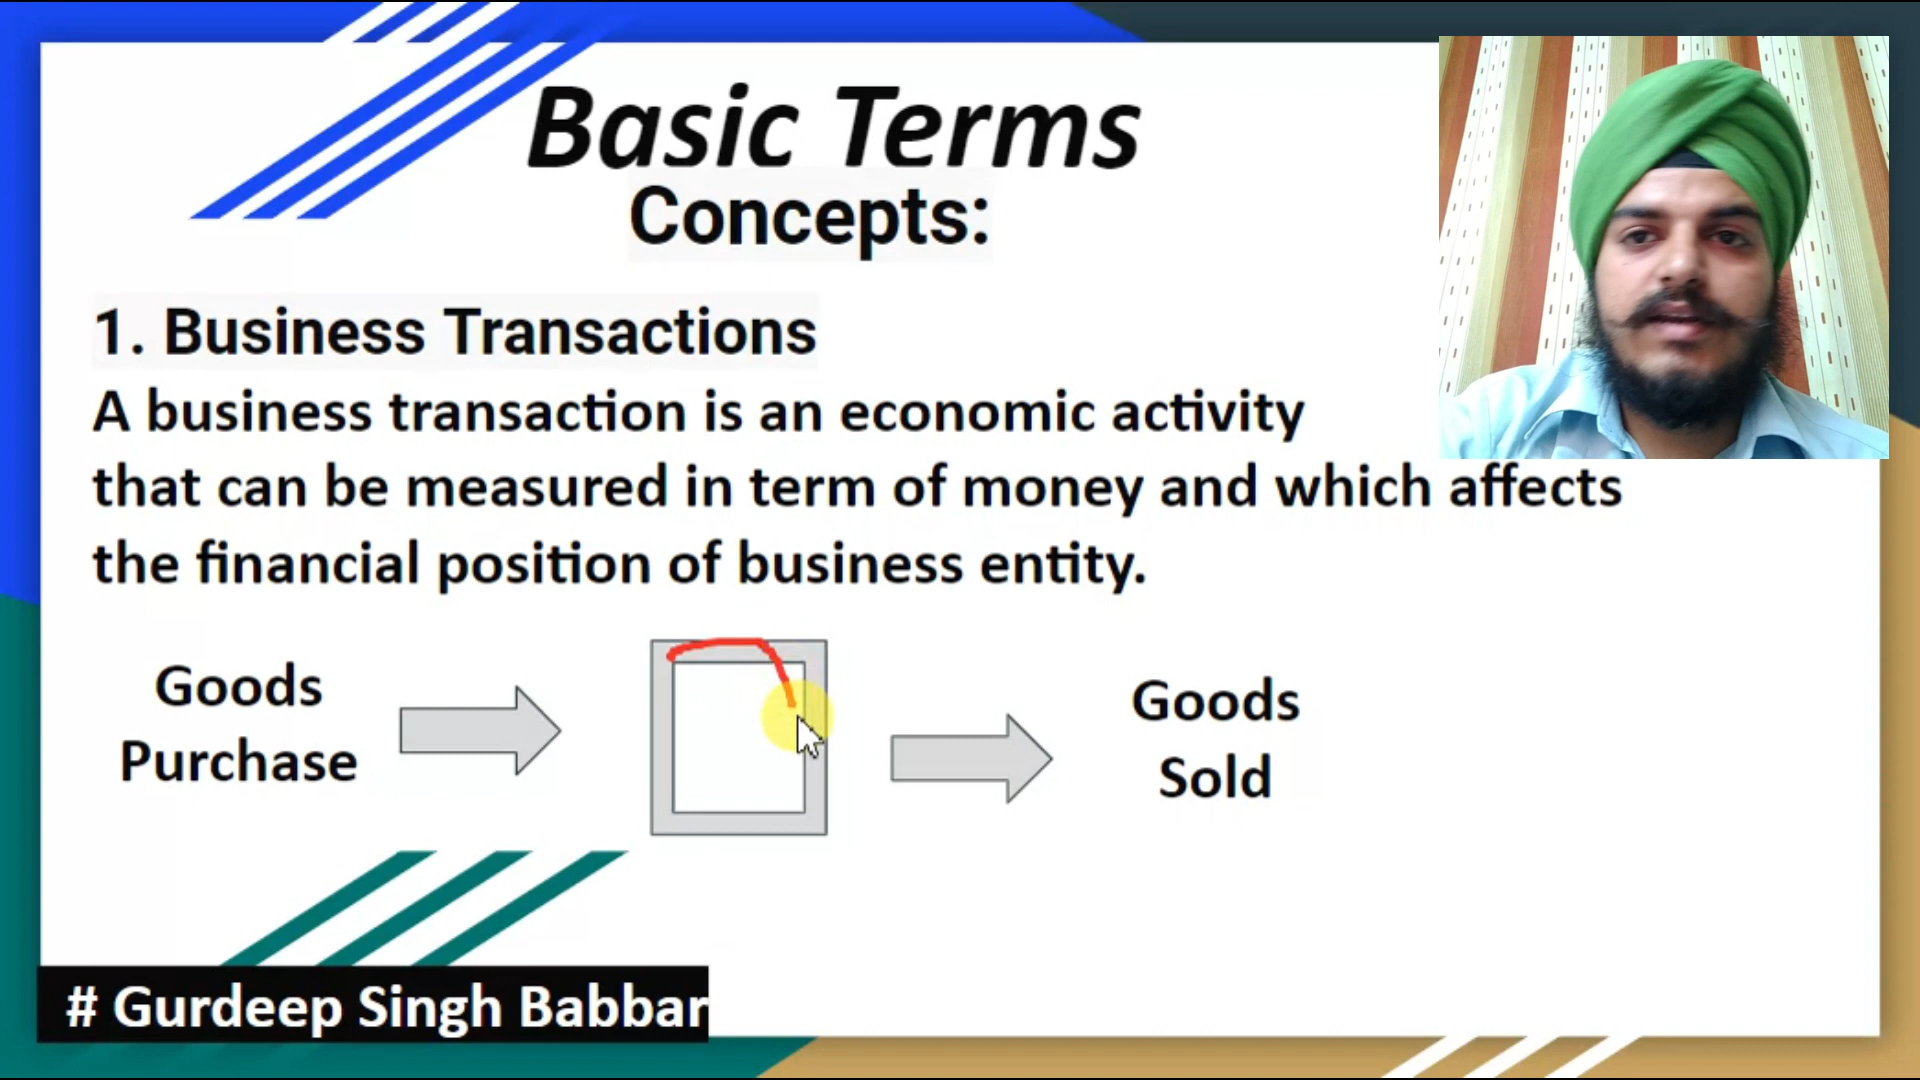 Basic Terms
Concepts:
1. Business Transactions
A business transaction is an economic activity
that can be measured in term of money and which affects
the financial position of business entity.
Goods
Purchase
Goods
Sold
# Gurdeep Singh Babbar